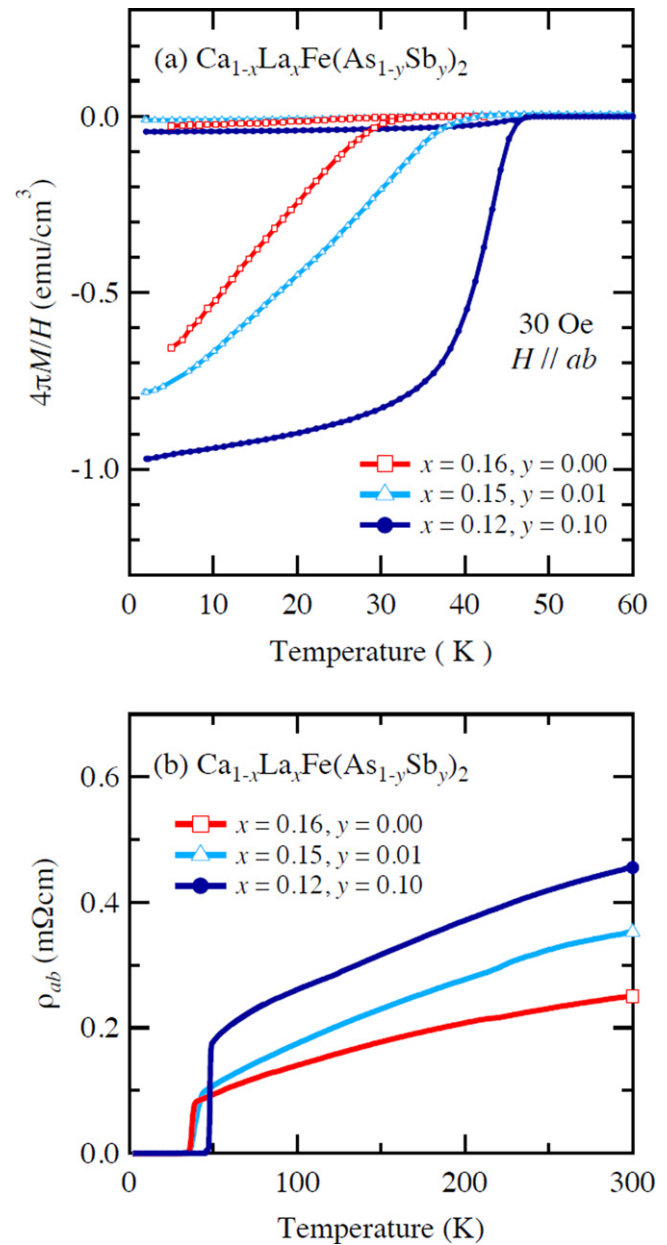 (a) Ca1-xLaxFe(As1-ySby)2
0.0
-0.5
-1.0
4πM/H (emu/cm3)
30 Oe
H // ab
x = 0.16, y = 0.00
x = 0.15, y = 0.01
x = 0.12, y = 0.10
0 10 20 30 40 50 60
Temperature ( K )
(b) Ca1-xLaxFe(As1-ySby)2
x = 0.16, y = 0.00
x = 0.15, y = 0.01
x = 0.12, y = 0.10
0.6
0.4
0.2
0.0
ρab (mΩcm)
0 100 200 300
Temperature (K)